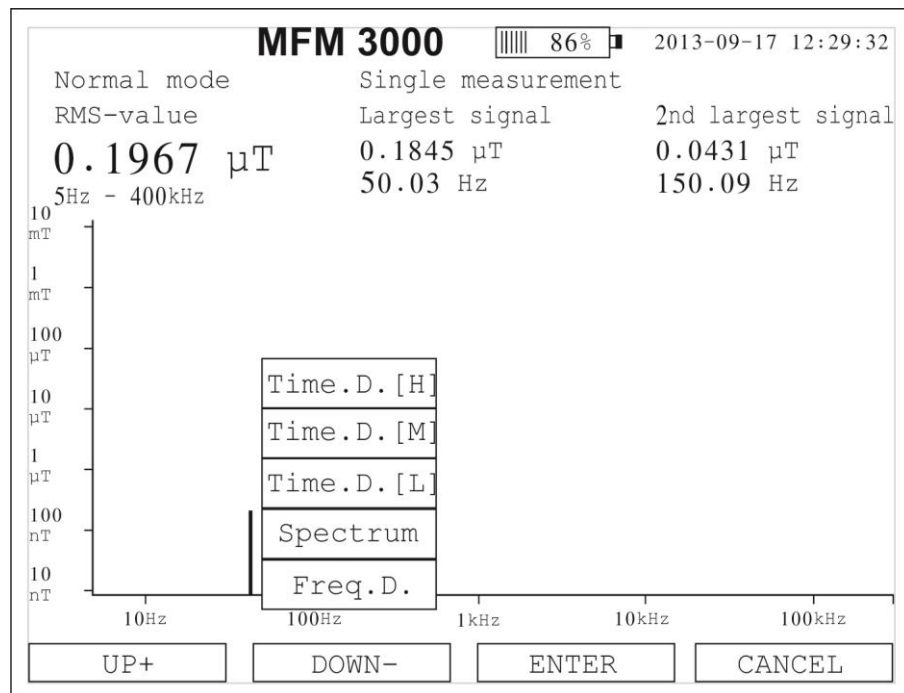 MFM 3000 86% 2013-09-17 12:29:32
Normal mode Single measurement
RMS-value Largest signal 2nd largest signal
0.1967 µT 0.1845 µT 0.0431 µT
5Hz - 400kHz 50.03 Hz 150.09 Hz
10
mT
1
mT
100
µT
10
µT
1
µT
100
nT
10
nT
Time.D.[H]
Time.D.[M]
Time.D.[L]
Spectrum
Freq.D.
10Hz 100Hz 1kHz 10kHz 100kHz
UP+ DOWN- ENTER CANCEL